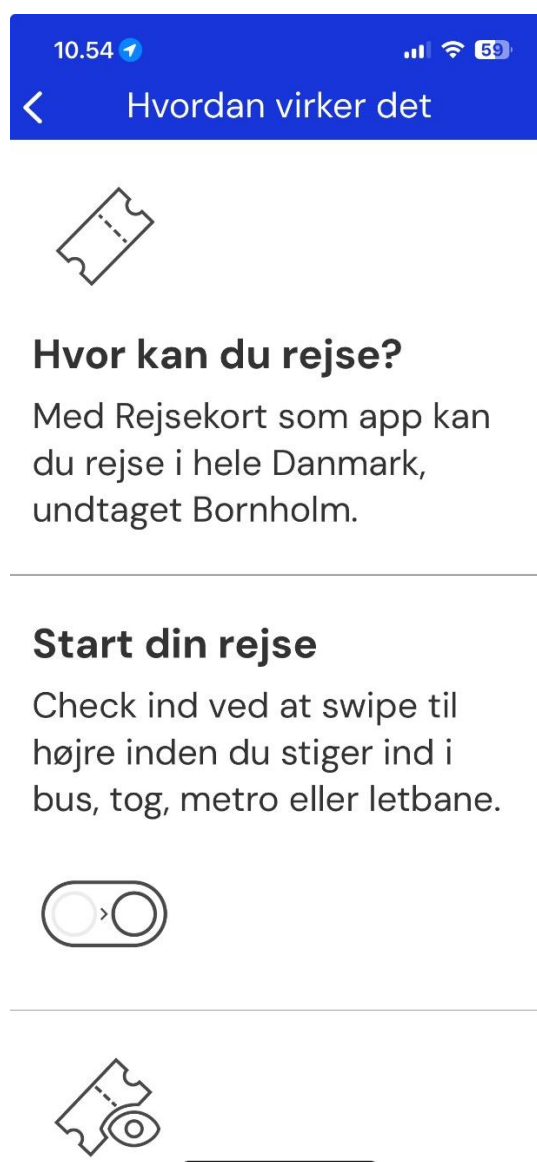 10.54
59
Hvordan virker det
Hvor kan du rejse?
Med Rejsekort som app kan
du rejse i hele Danmark,
undtaget Bornholm.
Start din rejse
Check ind ved at swipe til
højre inden du stiger ind i
bus, tog, metro eller letbane.